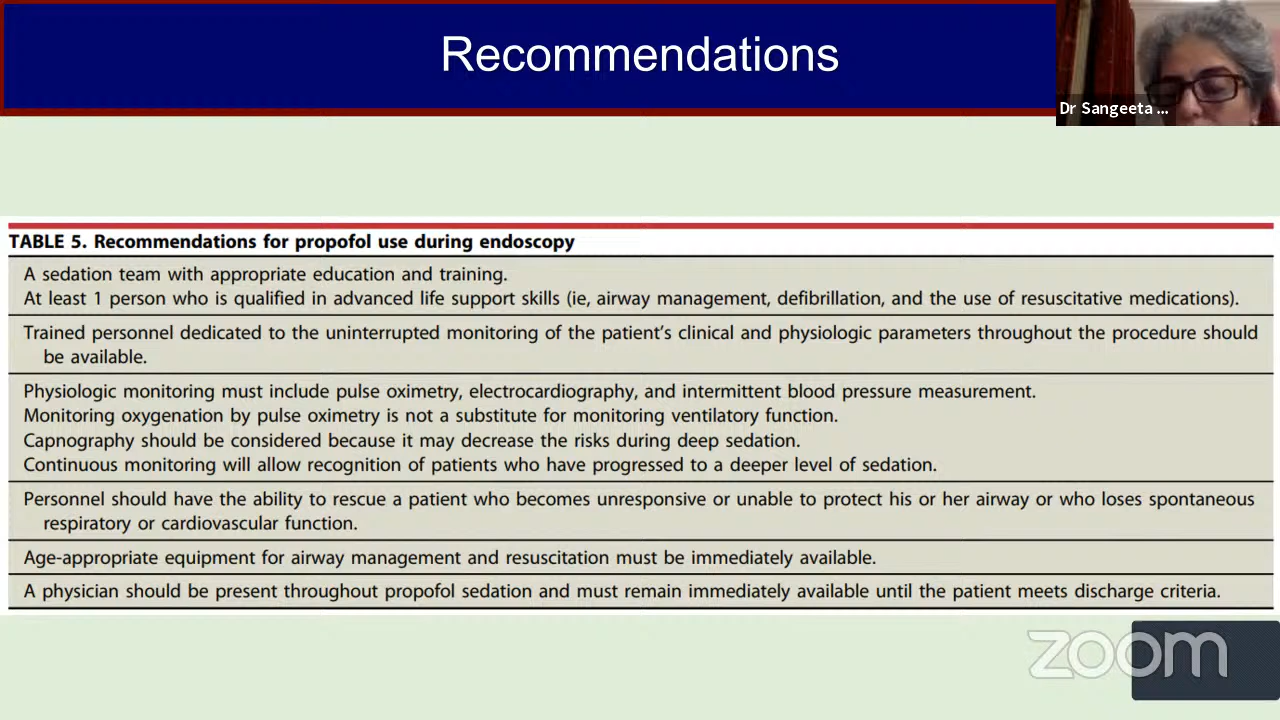 Recommendations
Dr Sangeeta ...
TABLE 5. Recommendations for propofol use during endoscopy
A sedation team with appropriate education and training.
At least 1 person who is qualified in advanced life support skills (ie, airway management, defibrillation, and the use of resuscitative medications).
Trained personnel dedicated to the uninterrupted monitoring of the patient's clinical and physiologic parameters throughout the procedure should
be available.
Physiologic monitoring must include pulse oximetry, electrocardiography, and intermittent blood pressure measurement.
Monitoring oxygenation by pulse oximetry is not a substitute for monitoring ventilatory function.
Capnography should be considered because it may decrease the risks during deep sedation.
Continuous monitoring will allow recognition of patients who have progressed to a deeper level of sedation.
Personnel should have the ability to rescue a patient who becomes unresponsive or unable to protect his or her airway or who loses spontaneous
respiratory or cardiovascular function.
Age-appropriate equipment for airway management and resuscitation must be immediately available.
A physician should be present throughout propofol sedation and must remain immediately available until the patient meets discharge criteria.
zoom